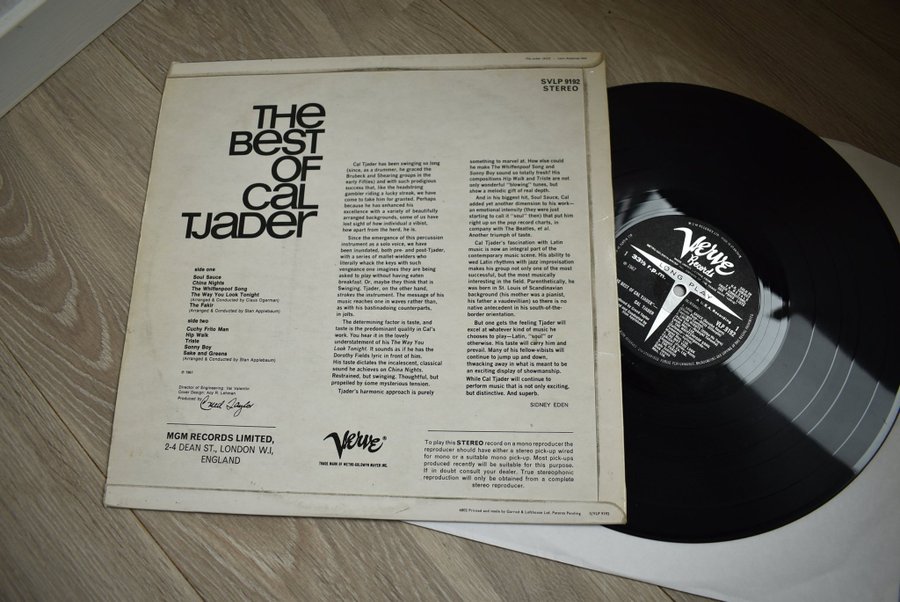 SVLP 9192
STEREO
THE
BEST
OF
CAL
TJADER
side one
Soul Sauce
China Nights
The Whiffenpoof Song
The Way You Look Tonight
(Arranged & Conducted by Claus Ogerman)
The Fakir
(Arranged & Conducted by Stan Applebaum)
side two
Cuchy Frito Man
Hip Walk
Triste
Sonny Boy
Sake and Greens
(Arranged & Conducted by Stan Applebaum)
Director of Engineering: Val Valentin
Cover Design: Acy R. Lehman
Produced by Creed Taylor
MGM RECORDS LIMITED,
2-4 DEAN ST., LONDON W.I,
ENGLAND
Cal Tjader has been swinging so long
(since, as a drummer, he graced the
Brubeck and Shearing groups in the
early Fifties) and with such prodigious
success that, like the headstrong
gambler riding a lucky streak, we have
come to take him for granted. Perhaps
because he has enhanced his
excellence with a variety of beautifully
arranged backgrounds, some of us have
lost sight of how individual a vibist,
how apart from the herd, he is.
Since the emergence of this percussion
instrument as a solo voice, we have
been inundated, both pre- and post-Tjader,
with a series of mallet-wielders who
literally whack the keys with such
vengeance one imagines they are being
asked to play without having eaten
breakfast. Or, maybe they think that is
Swinging. Tjader, on the other hand,
strokes the instrument. The message of his
music reaches one in waves rather than,
as with his bastinadoing counterparts,
in jolts.
The determining factor is taste, and
taste is the predominant quality in Cal's
work. You hear it in the lovely
understatement of his The Way You
Look Tonight. It sounds as if he has the
Dorothy Fields lyric in front of him.
His taste dictates the incalescent, classical
sound he achieves on China Nights.
Restrained, but swinging. Thoughtful, but
propelled by some mysterious tension.
Tjader's harmonic approach is purely
something to marvel at. How else could
he make The Whiffenpoof Song and
Sonny Boy sound so totally fresh? His
compositions Hip Walk and Triste are not
only wonderful "blowing" tunes, but
show a melodic gift of real depth.
And in his biggest hit, Soul Sauce, Cal
added yet another dimension to his work—
an emotional intensity (they were just
starting to call it "soul" then) that put him
right up on the pop record charts, in
company with The Beatles, et al.
Another triumph of taste.
Cal Tjader's fascination with Latin
music is now an integral part of the
contemporary music scene. His ability to
wed Latin rhythms with jazz improvisation
makes his group not only one of the most
successful, but the most musically
interesting in the field. Parenthetically, he
was born in St. Louis of Scandinavian
background (his mother was a pianist,
his father a vaudevillian) so there is no
native antecedent in his south-of-the-
border orientation.
But one gets the feeling Tjader will
excel at whatever kind of music he
chooses to play—Latin, "soul" or
otherwise. His taste will carry him and
prevail. Many of his fellow-vibists will
continue to jump up and down,
thwacking away in what is meant to be
an exciting display of showmanship.
While Cal Tjader will continue to
perform music that is not only exciting,
but distinctive. And superb.
SIDNEY EDEN
Verve®
TRADE MARK OF METRO-GOLDWYN-MAYER INC.
To play this STEREO record on a mono reproducer the
reproducer should have either a stereo pick-up wired
for mono or a suitable mono pick-up. Most pick-ups
produced recently will be suitable for this purpose.
If in doubt consult your dealer. True stereophonic
reproduction will only be obtained from a complete
stereo reproducer.
Printed and made by Garrod & Lofthouse Ltd. Patents Pending
S/VLP 9192
Verve
Records
33⅓ r.p.m.
LONG PLAY
CAL TJADER
VLP 9192